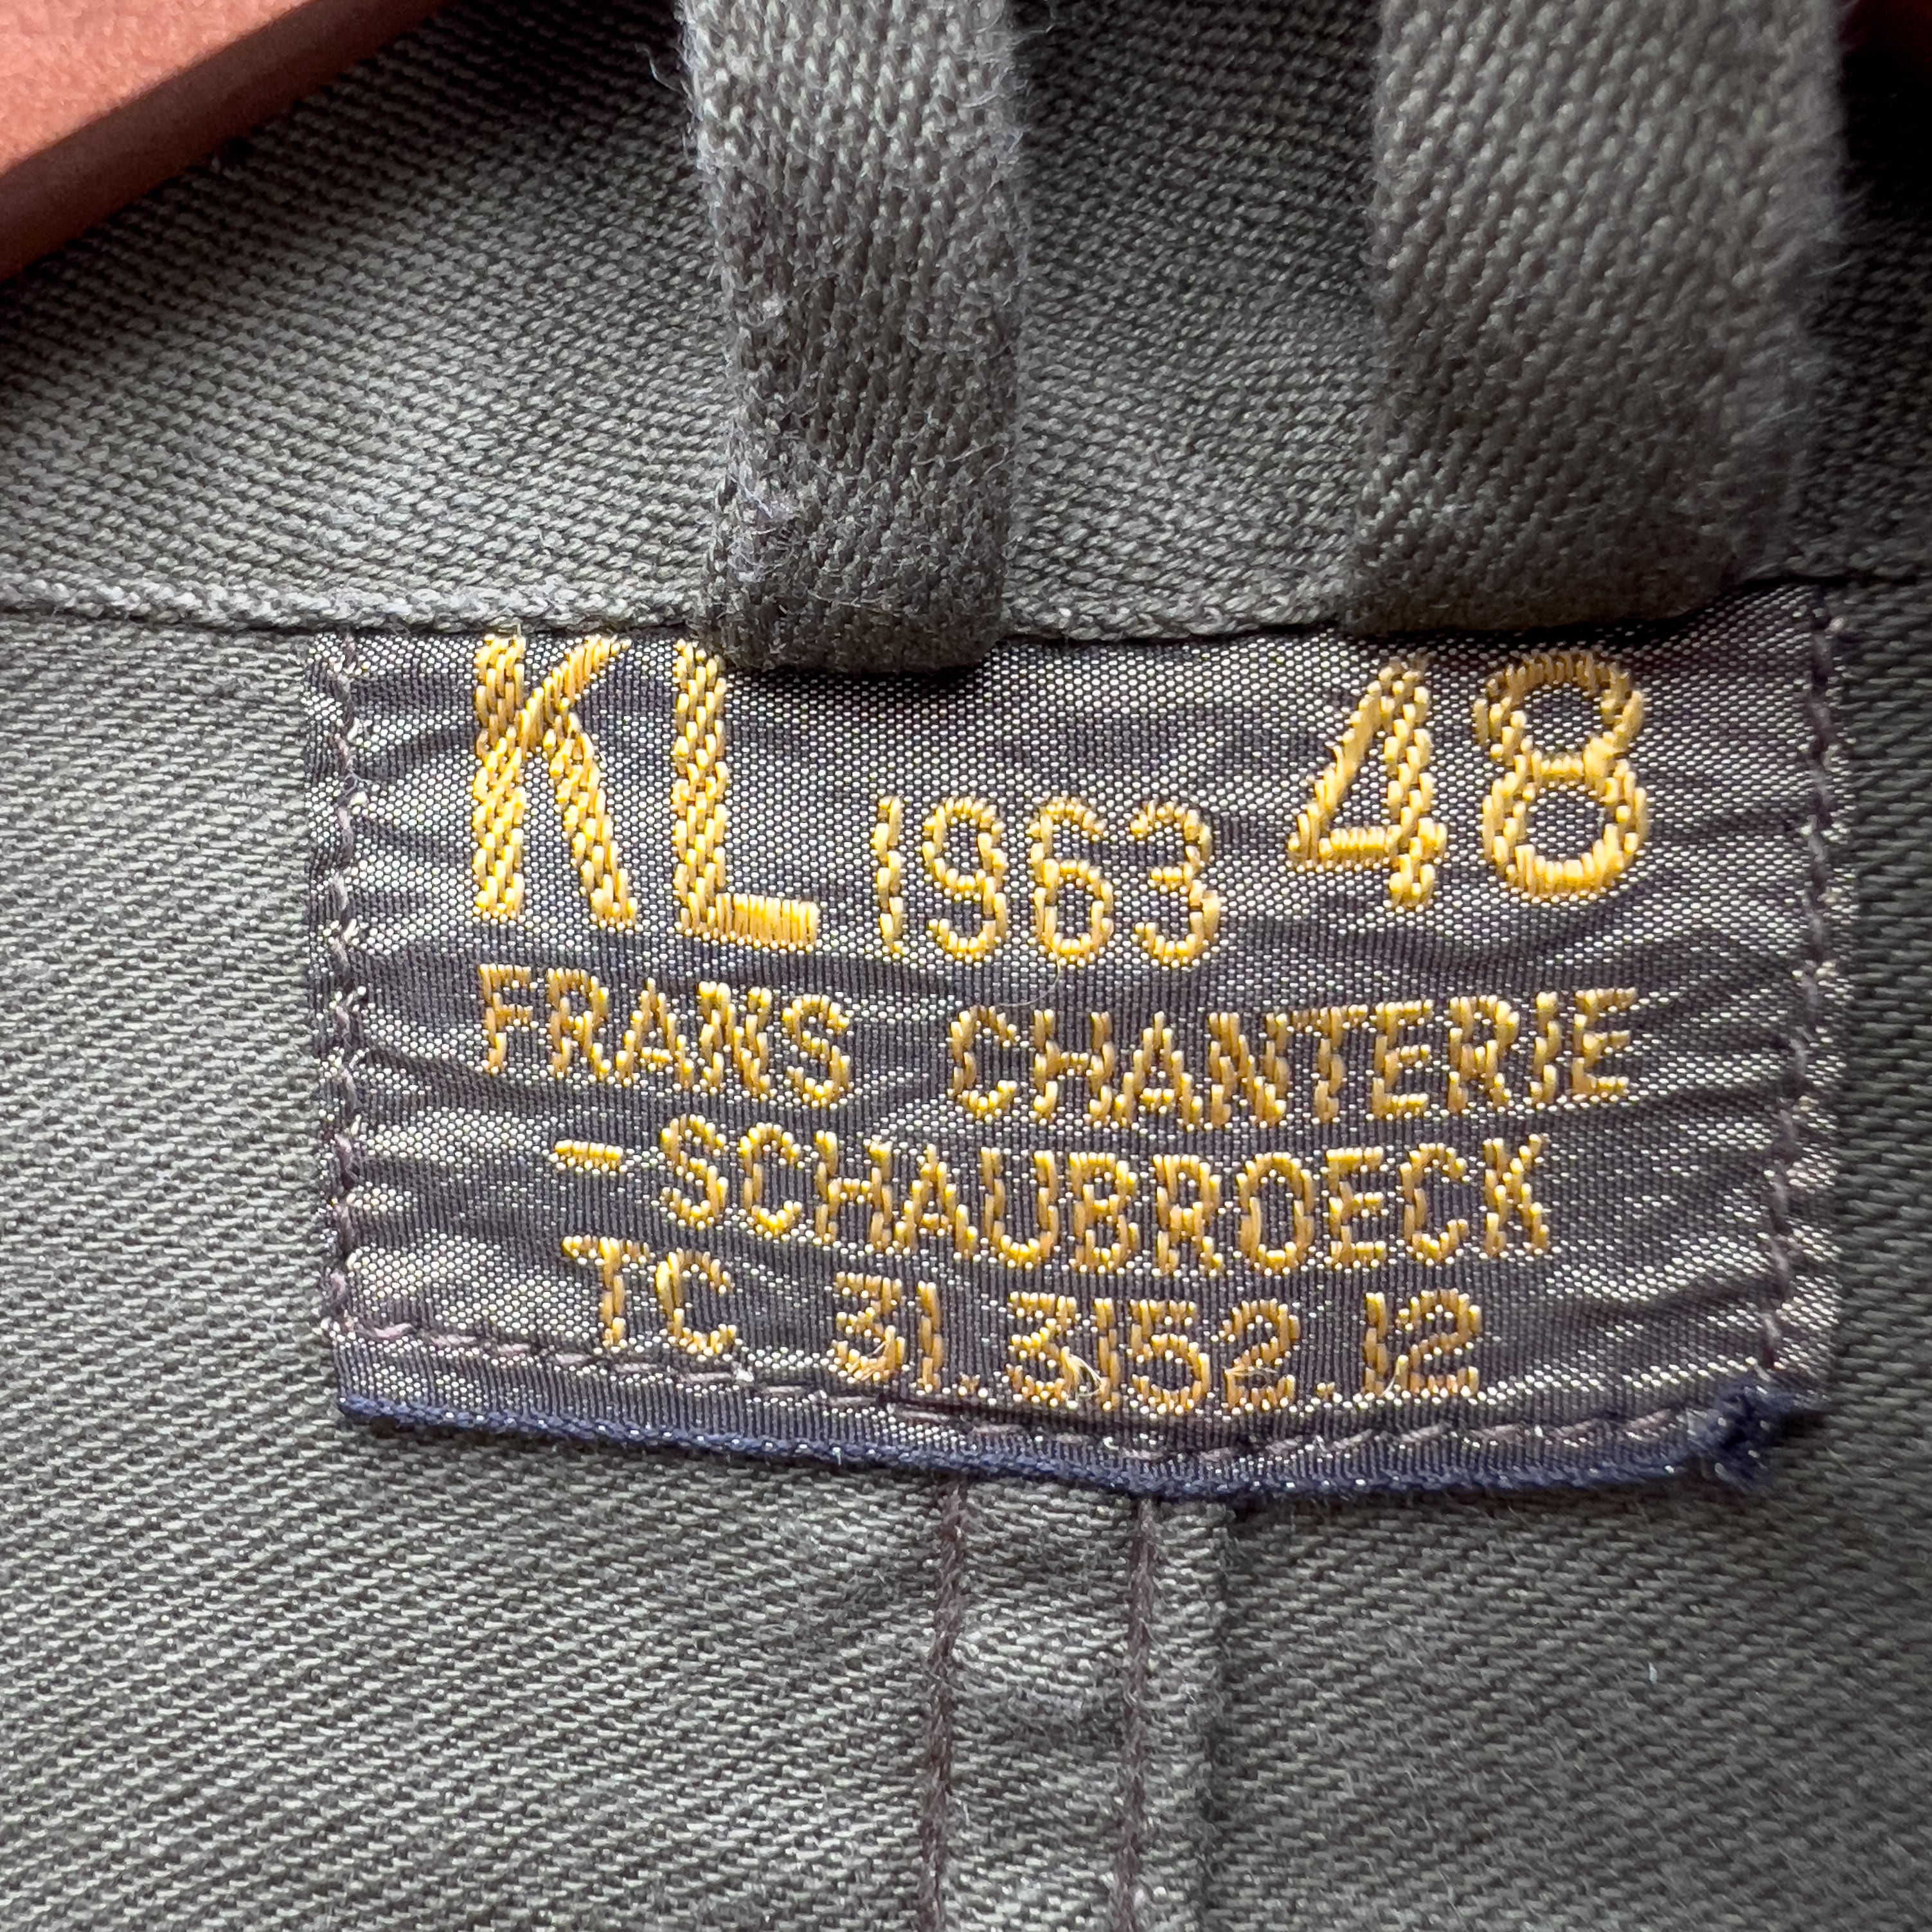 KL 1963 48
FRANS CHANTERIE
-SCHAUBROECK
TC 31.3152.12